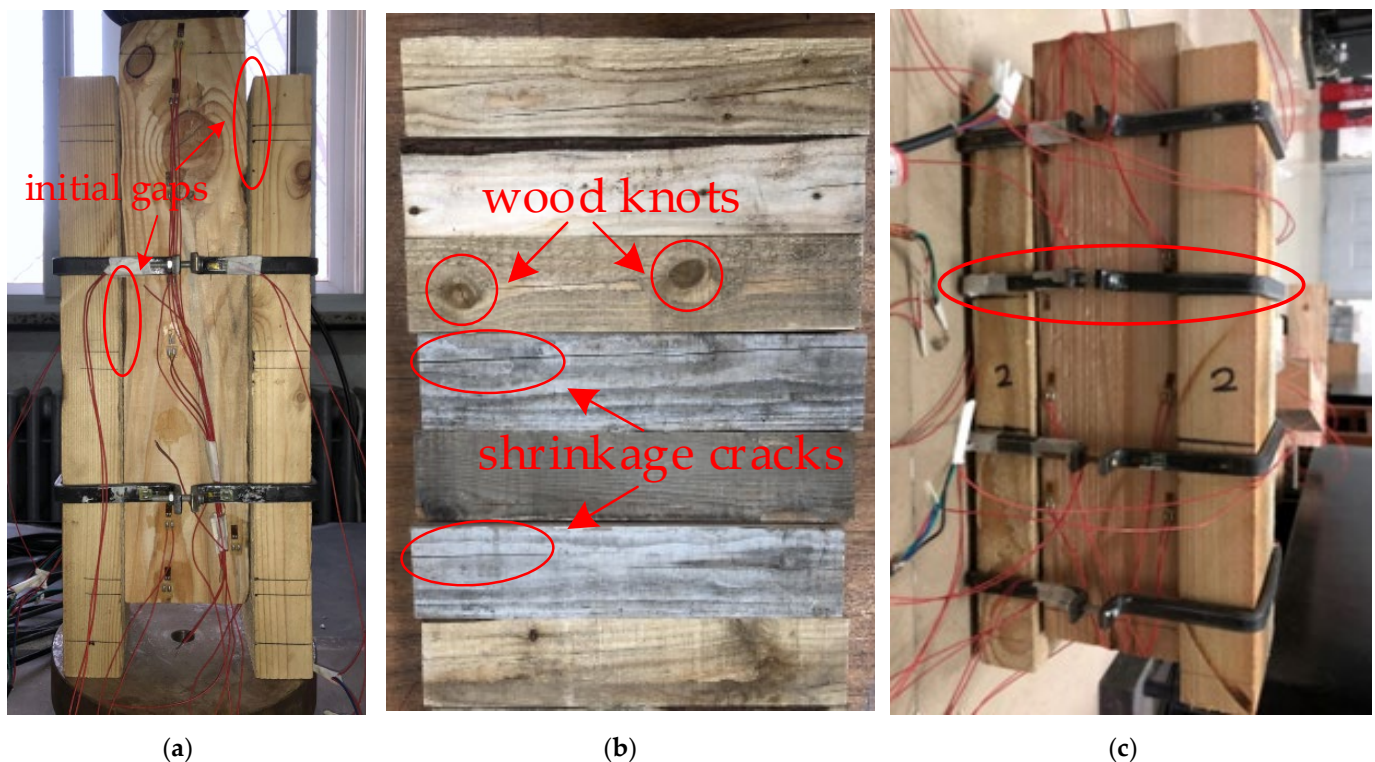 initial gaps
wood knots
shrinkage cracks
2
2
(a)
(b)
(c)